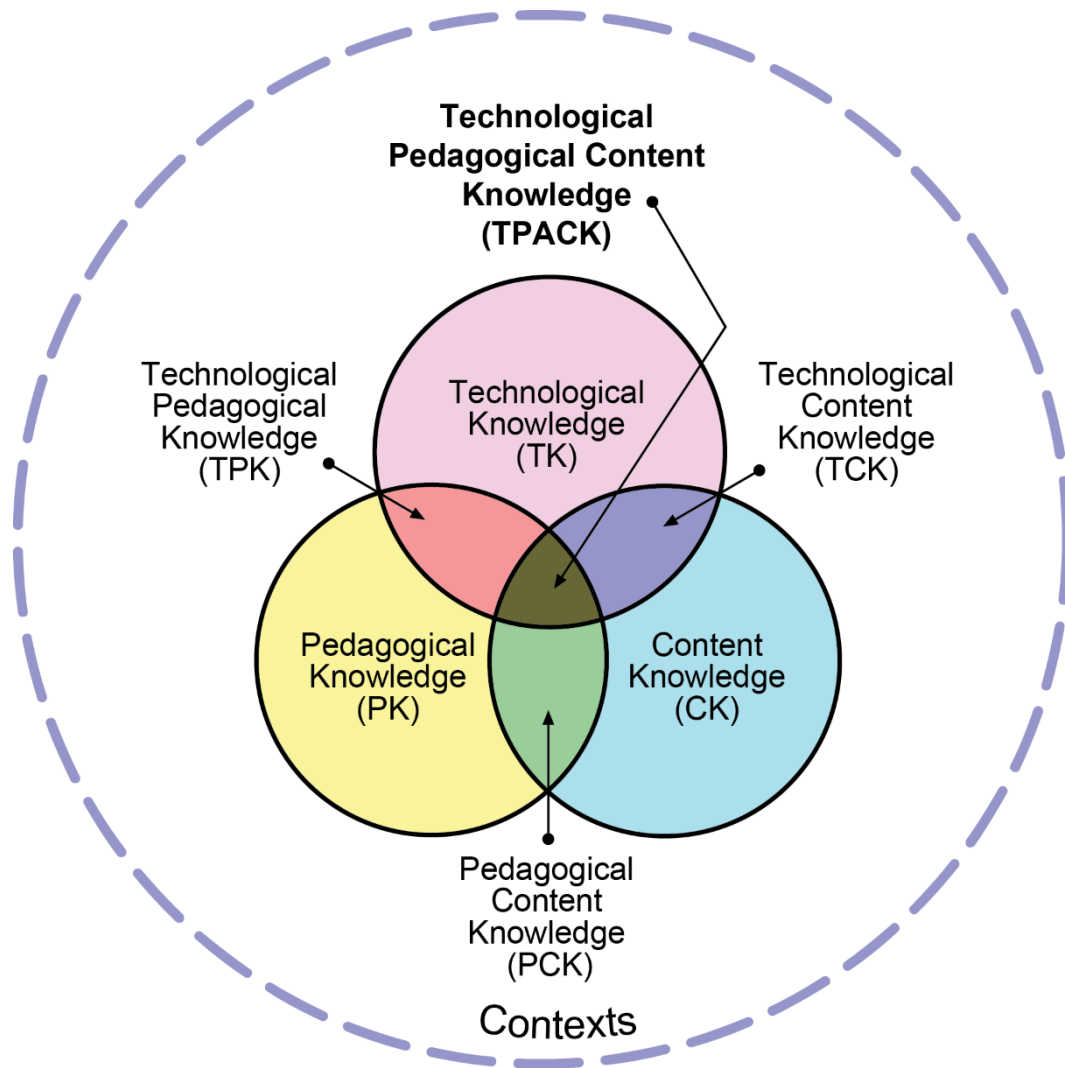 Technological
Pedagogical Content
Knowledge
(TPACK)
Technological
Pedagogical
Knowledge
(TPK)
Technological
Knowledge
(TK)
Technological
Content
Knowledge
(TCK)
Pedagogical
Knowledge
(PK)
Content
Knowledge
(CK)
Pedagogical
Content
Knowledge
(PCK)
Contexts